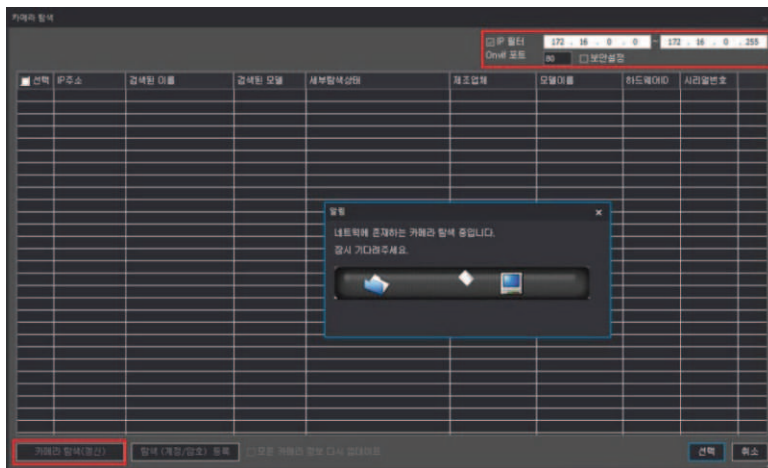 카메라 탐색
IP 필터 172 . 16 . 0 . 0 ~ 172 . 16 . 0 . 255
Onvif 포트 80 보안설정
선택 IP주소 검색된 이름 검색된 모델 세부탐색상태 제조업체 모델이름 하드웨어ID 시리얼번호
알림 ×
네트웍에 존재하는 카메라 탐색 중입니다.
잠시 기다려주세요.
카메라 탐색(갱신) 탐색 (계정/암호) 등록 모든 카메라 정보 다시 업데이트 선택 취소